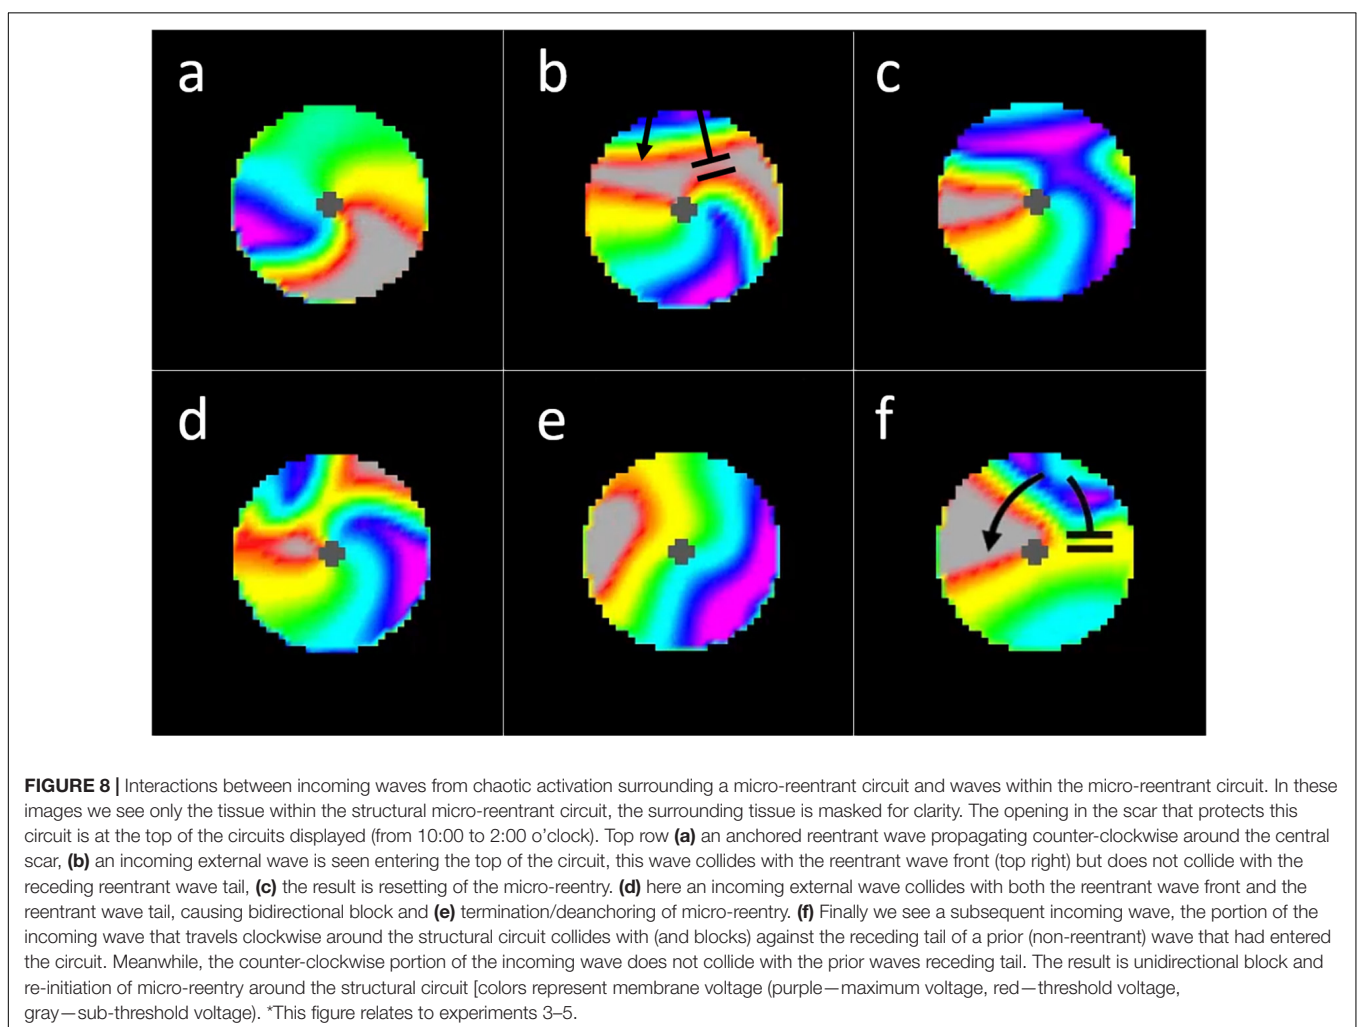 a
b
c
d
e
f
FIGURE 8 | Interactions between incoming waves from chaotic activation surrounding a micro-reentrant circuit and waves within the micro-reentrant circuit. In these
images we see only the tissue within the structural micro-reentrant circuit, the surrounding tissue is masked for clarity. The opening in the scar that protects this
circuit is at the top of the circuits displayed (from 10:00 to 2:00 o'clock). Top row (a) an anchored reentrant wave propagating counter-clockwise around the central
scar, (b) an incoming external wave is seen entering the top of the circuit, this wave collides with the reentrant wave front (top right) but does not collide with the
receding reentrant wave tail, (c) the result is resetting of the micro-reentry. (d) here an incoming external wave collides with both the reentrant wave front and the
reentrant wave tail, causing bidirectional block and (e) termination/deanchoring of micro-reentry. (f) Finally we see a subsequent incoming wave, the portion of the
incoming wave that travels clockwise around the structural circuit collides with (and blocks) against the receding tail of a prior (non-reentrant) wave that had entered
the circuit. Meanwhile, the counter-clockwise portion of the incoming wave does not collide with the prior waves receding tail. The result is unidirectional block and
re-initiation of micro-reentry around the structural circuit [colors represent membrane voltage (purple—maximum voltage, red—threshold voltage,
gray—sub-threshold voltage). *This figure relates to experiments 3–5.